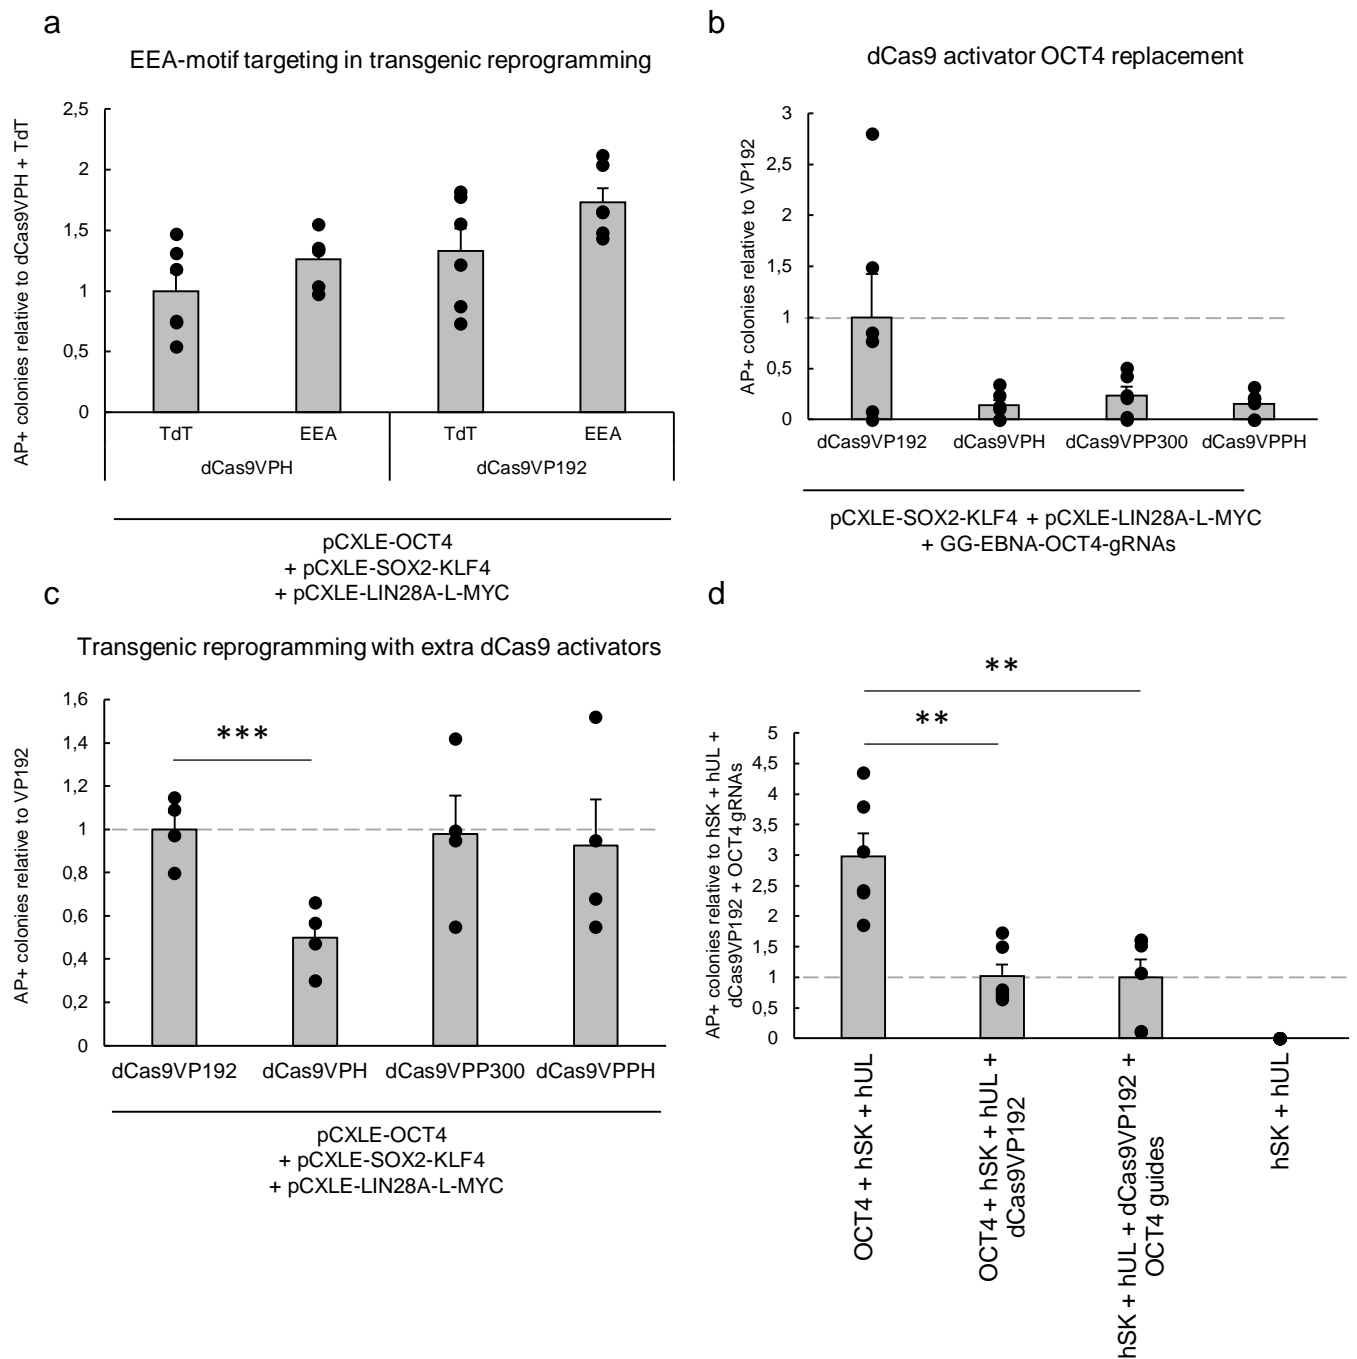 a
EEA-motif targeting in transgenic reprogramming
AP+ colonies relative to dCas9VPH + TdT
2,5
2
1,5
1
0,5
0
TdT
EEA
TdT
EEA
dCas9VPH
dCas9VP192
pCXLE-OCT4
+ pCXLE-SOX2-KLF4
+ pCXLE-LIN28A-L-MYC
b
dCas9 activator OCT4 replacement
AP+ colonies relative to VP192
3
2,5
2
1,5
1
0,5
0
dCas9VP192
dCas9VPH
dCas9VPP300
dCas9VPPH
pCXLE-SOX2-KLF4 + pCXLE-LIN28A-L-MYC
+ GG-EBNA-OCT4-gRNAs
c
Transgenic reprogramming with extra dCas9 activators
AP+ colonies relative to VP192
1,6
1,4
1,2
1
0,8
0,6
0,4
0,2
0
***
dCas9VP192
dCas9VPH
dCas9VPP300
dCas9VPPH
pCXLE-OCT4
+ pCXLE-SOX2-KLF4
+ pCXLE-LIN28A-L-MYC
d
**
**
AP+ colonies relative to hSK + hUL +
dCas9VP192 + OCT4 gRNAs
5
4,5
4
3,5
3
2,5
2
1,5
1
0,5
0
OCT4 + hSK + hUL
OCT4 + hSK + hUL +
dCas9VP192
hSK + hUL + dCas9VP192 +
OCT4 guides
hSK + hUL